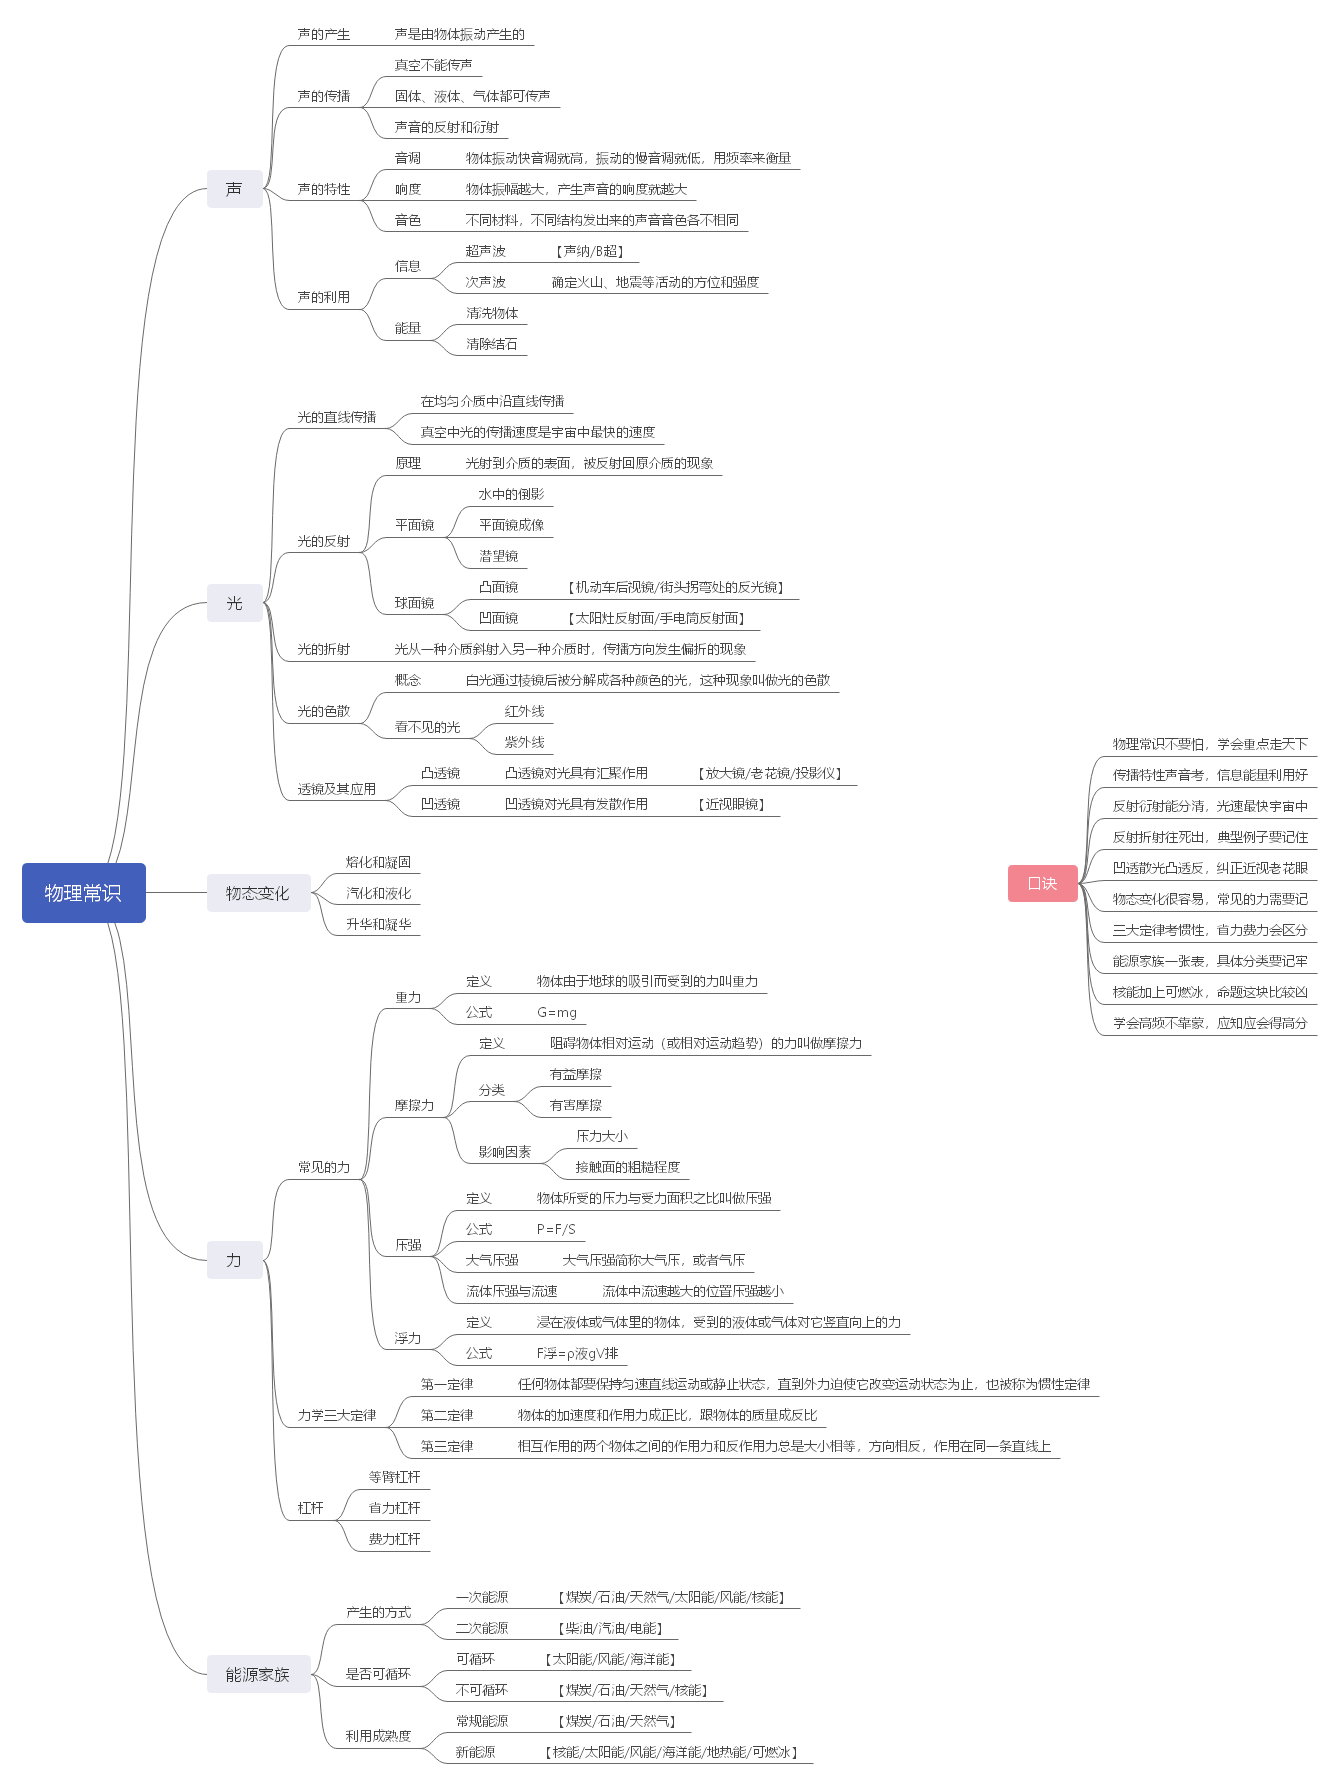 物理常识
声
声的产生
声是由物体振动产生的
声的传播
真空不能传声
固体、液体、气体都可传声
声音的反射和衍射
声的特性
音调
物体振动快音调就高，振动的慢音调就低，用频率来衡量
响度
物体振幅越大，产生声音的响度就越大
音色
不同材料，不同结构发出来的声音音色各不相同
声的利用
信息
超声波
【声纳/B超】
次声波
确定火山、地震等活动的方位和强度
能量
清洗物体
清除结石
光
光的直线传播
在均匀介质中沿直线传播
真空中光的传播速度是宇宙中最快的速度
光的反射
原理
光射到介质的表面，被反射回原介质的现象
平面镜
水中的倒影
平面镜成像
潜望镜
球面镜
凸面镜
【机动车后视镜/街头拐弯处的反光镜】
凹面镜
【太阳灶反射面/手电筒反射面】
光的折射
光从一种介质斜射入另一种介质时，传播方向发生偏折的现象
光的色散
概念
白光通过棱镜后被分解成各种颜色的光，这种现象叫做光的色散
看不见的光
红外线
紫外线
透镜及其应用
凸透镜
凸透镜对光具有汇聚作用
【放大镜/老花镜/投影仪】
凹透镜
凹透镜对光具有发散作用
【近视眼镜】
物态变化
熔化和凝固
汽化和液化
升华和凝华
力
常见的力
重力
定义
物体由于地球的吸引而受到的力叫重力
公式
G=mg
摩擦力
定义
阻碍物体相对运动（或相对运动趋势）的力叫做摩擦力
分类
有益摩擦
有害摩擦
影响因素
压力大小
接触面的粗糙程度
压强
定义
物体所受的压力与受力面积之比叫做压强
公式
P=F/S
大气压强
大气压强简称大气压，或者气压
流体压强与流速
流体中流速越大的位置压强越小
浮力
定义
浸在液体或气体里的物体，受到的液体或气体对它竖直向上的力
公式
F浮=ρ液gV排
力学三大定律
第一定律
任何物体都要保持匀速直线运动或静止状态，直到外力迫使它改变运动状态为止，也被称为惯性定律
第二定律
物体的加速度和作用力成正比，跟物体的质量成反比
第三定律
相互作用的两个物体之间的作用力和反作用力总是大小相等，方向相反，作用在同一条直线上
杠杆
等臂杠杆
省力杠杆
费力杠杆
能源家族
产生的方式
一次能源
【煤炭/石油/天然气/太阳能/风能/核能】
二次能源
【柴油/汽油/电能】
是否可循环
可循环
【太阳能/风能/海洋能】
不可循环
【煤炭/石油/天然气/核能】
利用成熟度
常规能源
【煤炭/石油/天然气】
新能源
【核能/太阳能/风能/海洋能/地热能/可燃冰】
口诀
物理常识不要怕，学会重点走天下
传播特性声音考，信息能量利用好
反射衍射能分清，光速最快宇宙中
反射折射往死出，典型例子要记住
凹透散光凸透反，纠正近视老花眼
物态变化很容易，常见的力需要记
三大定律考惯性，省力费力会区分
能源家族一张表，具体分类要记牢
核能加上可燃冰，命题这块比较凶
学会高频不靠蒙，应知应会得高分